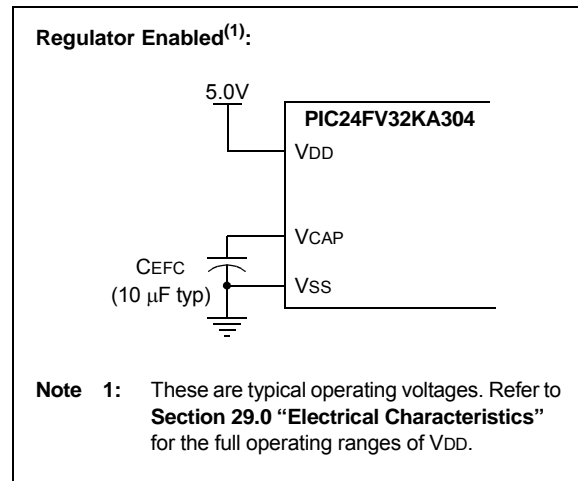 Regulator Enabled(1):
5.0V
PIC24FV32KA304
VDD
VCAP
CEFC
(10 μF typ)
VSS
Note 1: These are typical operating voltages. Refer to
Section 29.0 “Electrical Characteristics”
for the full operating ranges of VDD.